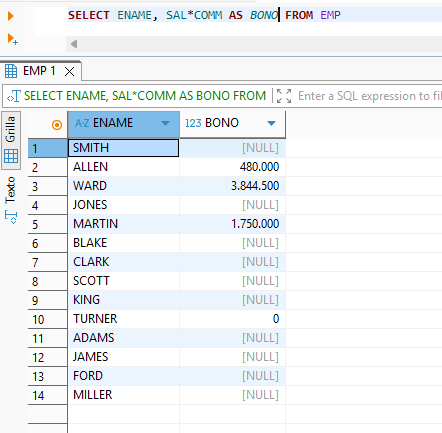 SELECT ENAME, SAL*COMM AS BONO FROM EMP
EMP 1
SELECT ENAME, SAL*COMM AS BONO FROM
Enter a SQL expression to fil
Grilla
Texto
A-Z ENAME 123 BONO
1 SMITH [NULL]
2 ALLEN 480.000
3 WARD 3.844.500
4 JONES [NULL]
5 MARTIN 1.750.000
6 BLAKE [NULL]
7 CLARK [NULL]
8 SCOTT [NULL]
9 KING [NULL]
10 TURNER 0
11 ADAMS [NULL]
12 JAMES [NULL]
13 FORD [NULL]
14 MILLER [NULL]